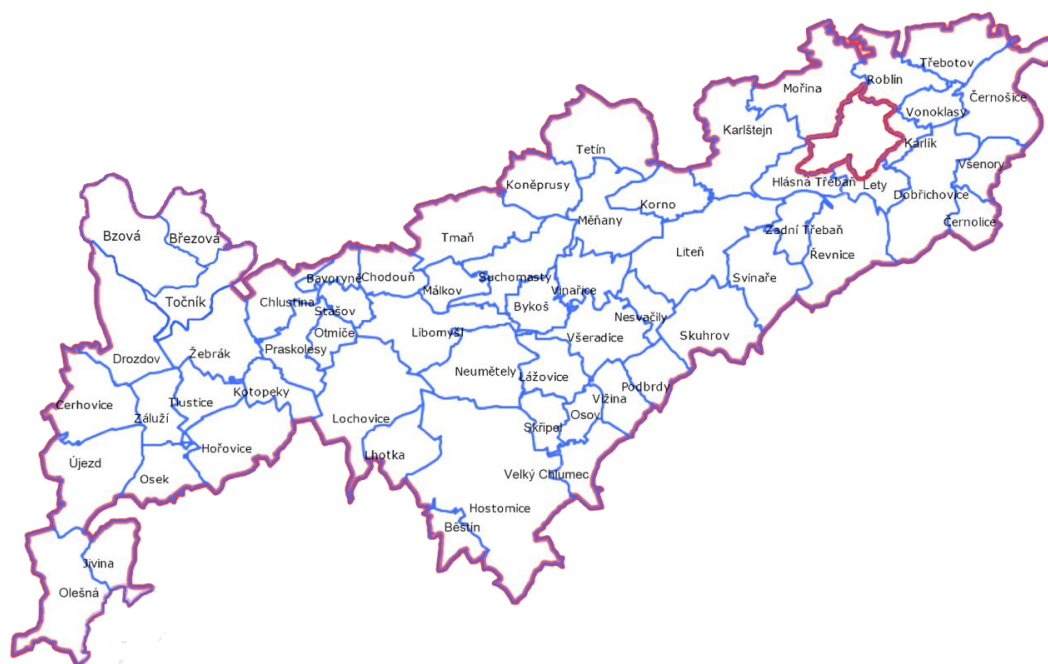 Třebotov
Roblin
Mořina
Černošice
Vonoklasy
Karlštejn
Karlík
Tetín
Všenory
Koněprusy
Hlásná Třebaň
Lety
Dobřichovice
Korno
Měňany
Černolice
Zadní Třebaň
Bzová
Březová
Tmaň
Liteň
Řevnice
Bavoryně
Chodouň
Suchomasty
Svinaře
Málkov
Vinařice
Točník
Chlustina
Stašov
Bykoš
Nesvačily
Otmíče
Libomyšl
Všeradice
Skuhrov
Praskolesy
Žebrák
Drozdov
Neumětely
Lážovice
Podbrdy
Kotopeky
Vižina
Cerhovice
Tlustice
Osov
Záluží
Lochovice
Skřipel
Hořovice
Lhotka
Újezd
Velký Chlumec
Osek
Hostomice
Běštín
Jivina
Olešná